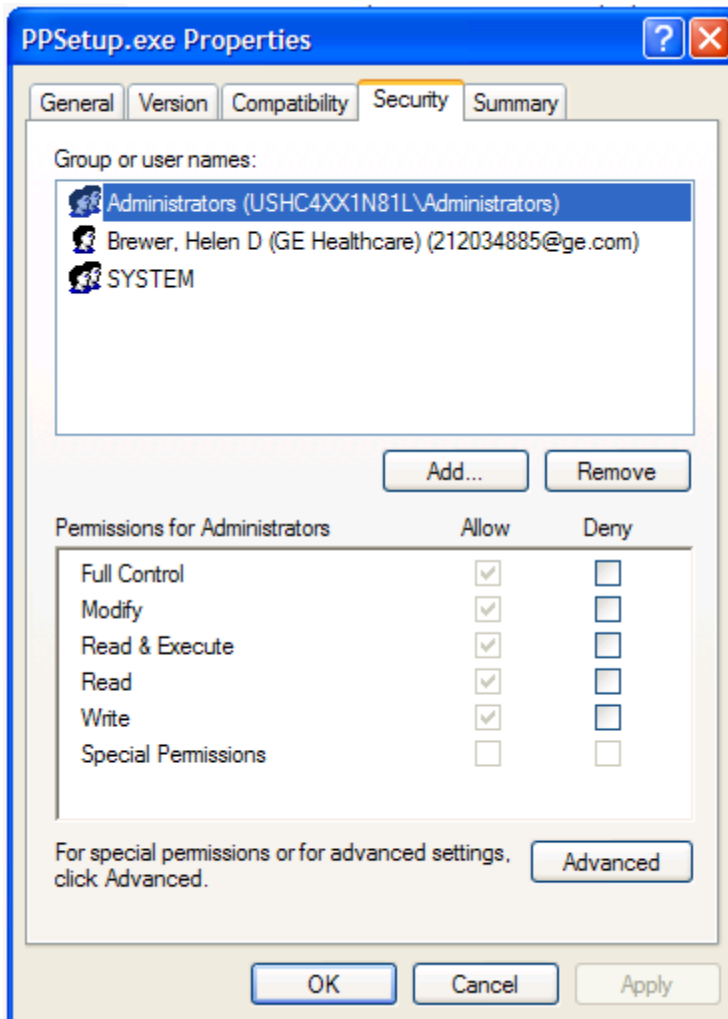 PPSetup.exe Properties
General Version Compatibility Security Summary
Group or user names:
Administrators (USHC4XX1N81L\Administrators)
Brewer, Helen D (GE Healthcare) (212034885@ge.com)
SYSTEM
Add... Remove
Permissions for Administrators Allow Deny
Full Control
Modify
Read & Execute
Read
Write
Special Permissions
For special permissions or for advanced settings,
click Advanced.
Advanced
OK Cancel Apply